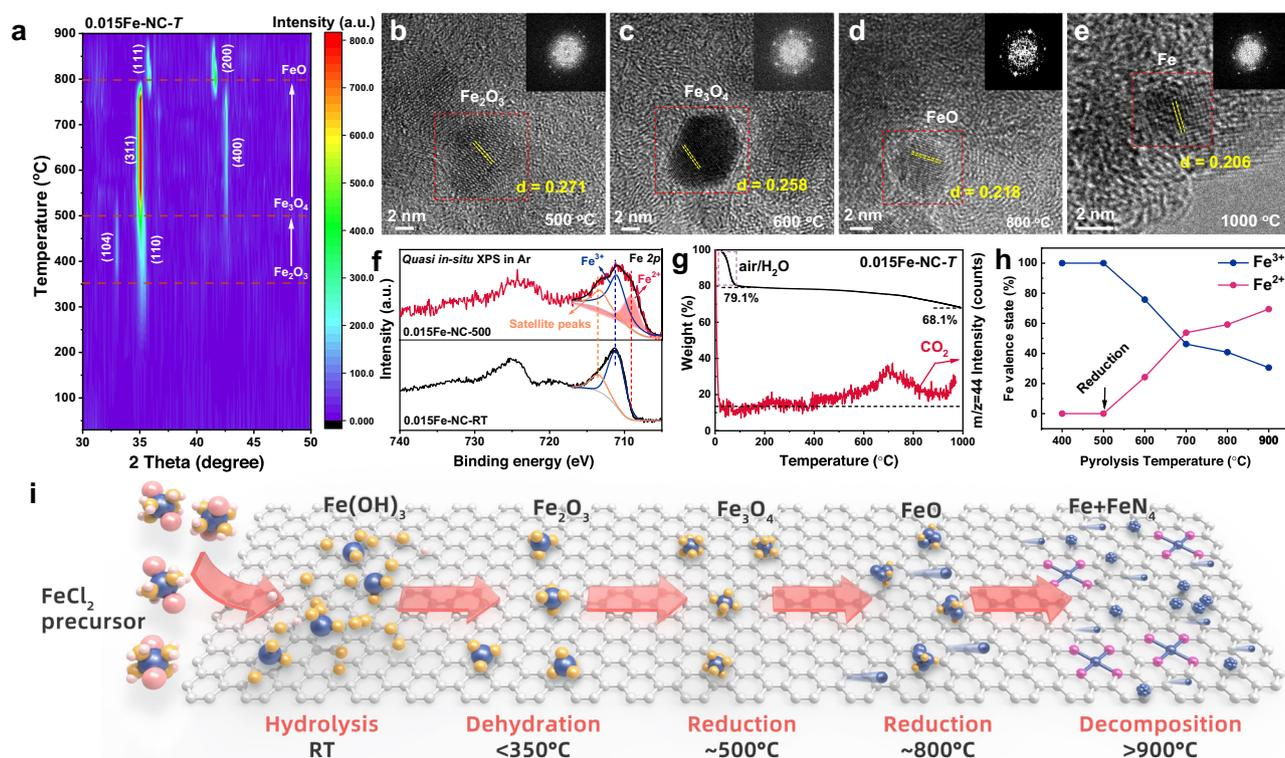 a
0.015Fe-NC-T
Intensity (a.u.)
900
800
700
600
500
400
300
200
100
Temperature (°C)
30 35 40 45 50
2 Theta (degree)
(111)
(200)
(311)
(400)
(104)
(110)
FeO
Fe3O4
Fe2O3
800.0
700.0
600.0
500.0
400.0
300.0
200.0
100.0
0.000
b
Fe2O3
d = 0.271
2 nm
500 °C
c
Fe3O4
d = 0.258
2 nm
600 °C
d
FeO
d = 0.218
2 nm
800 °C
e
Fe
d = 0.206
2 nm
1000 °C
f
Quasi in-situ XPS in Ar
Fe 2p
Fe3+
Fe2+
Satellite peaks
0.015Fe-NC-500
0.015Fe-NC-RT
Intensity (a.u.)
740 730 720 710
Binding energy (eV)
g
0.015Fe-NC-T
air/H2O
79.1%
68.1%
CO2
100
80
60
40
20
0
Weight (%)
m/z=44 Intensity (counts)
0 200 400 600 800 1000
Temperature (°C)
h
Fe3+
Fe2+
100
80
60
40
20
0
Fe valence state (%)
Reduction
400 500 600 700 800 900
Pyrolysis Temperature (°C)
i
FeCl2
precursor
Fe(OH)3
Fe2O3
Fe3O4
FeO
Fe+FeN4
Hydrolysis
RT
Dehydration
<350°C
Reduction
~500°C
Reduction
~800°C
Decomposition
>900°C